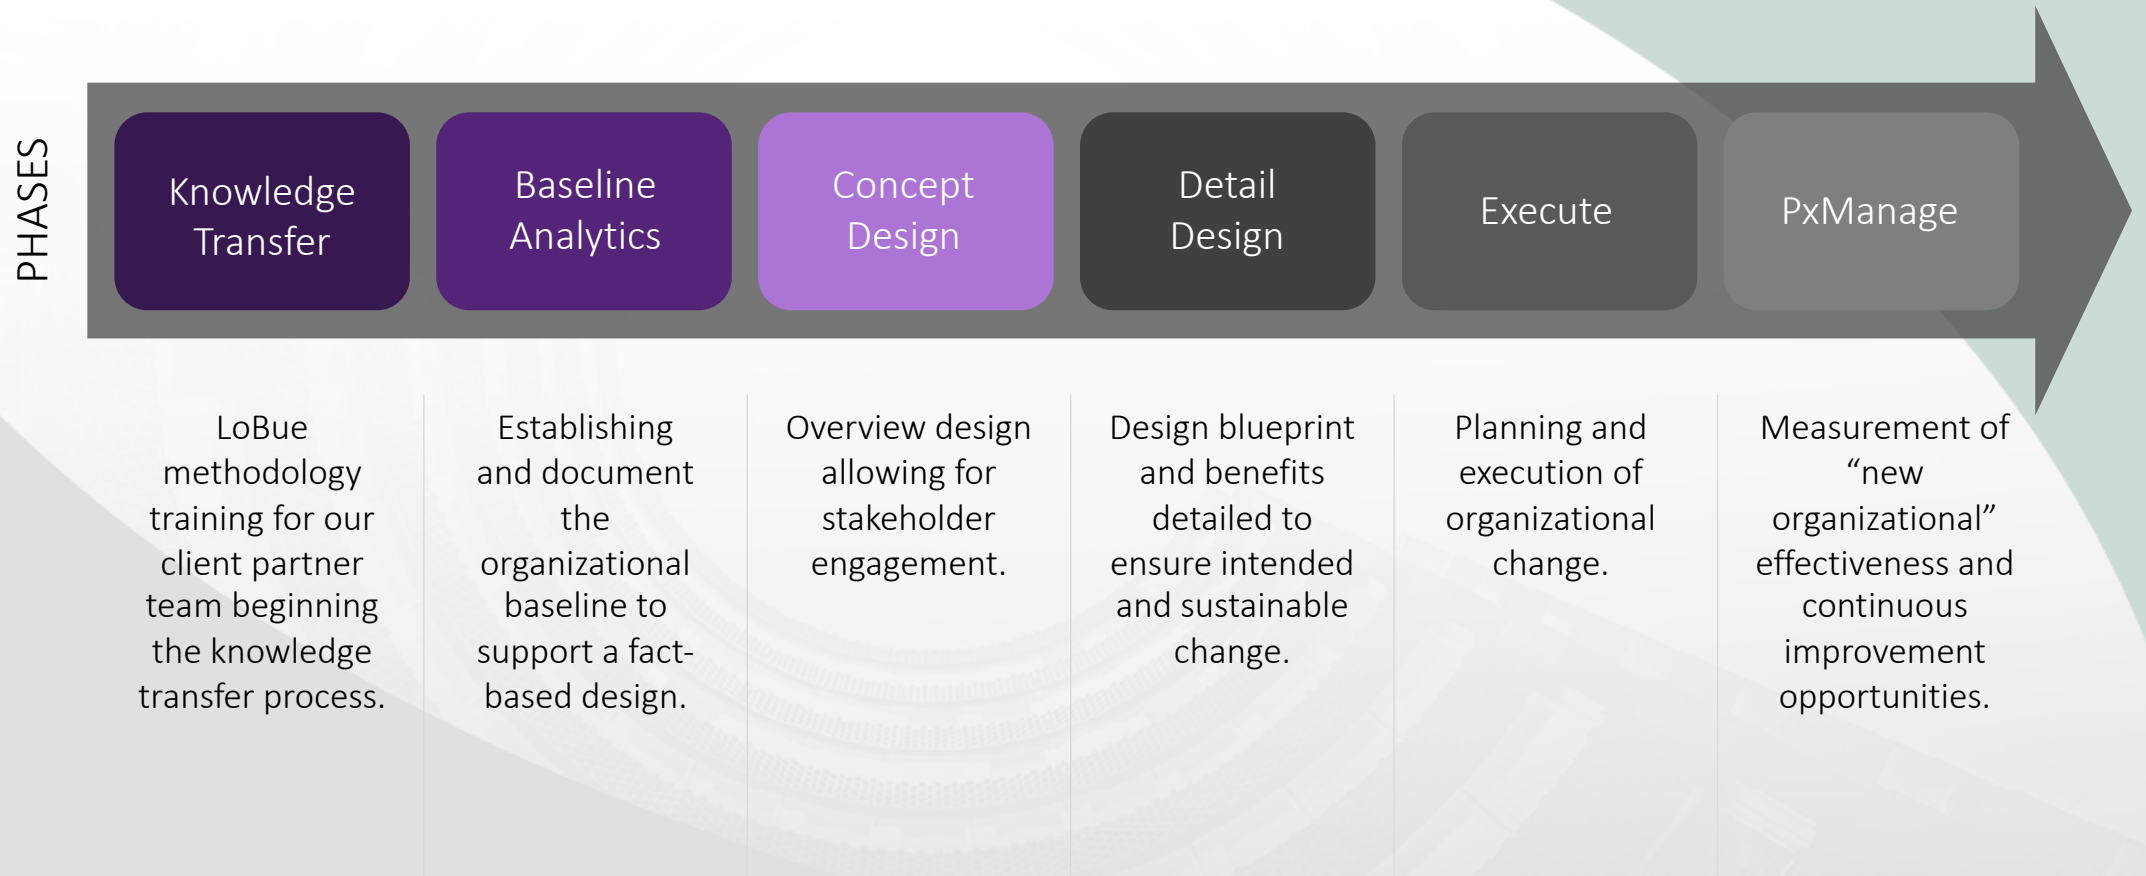 PHASES
Knowledge
Transfer
Baseline
Analytics
Concept
Design
Detail
Design
Execute
PxManage
LoBue
methodology
training for our
client partner
team beginning
the knowledge
transfer process.
Establishing
and document
the
organizational
baseline to
support a fact-
based design.
Overview design
allowing for
stakeholder
engagement.
Design blueprint
and benefits
detailed to
ensure intended
and sustainable
change.
Planning and
execution of
organizational
change.
Measurement of
“new
organizational”
effectiveness and
continuous
improvement
opportunities.